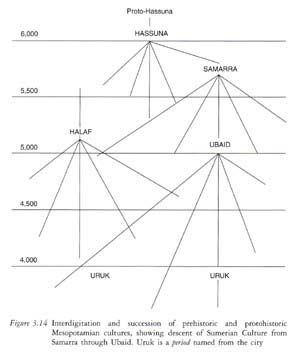 Proto-Hassuna
6,000
HASSUNA
SAMARRA
5,500
HALAF
5,000
UBAID
4,500
4,000
URUK
URUK
Figure 3.14 Interdigitation and succession of prehistoric and protohistoric
Mesopotamian cultures, showing descent of Sumerian Culture from
Samarra through Ubaid. Uruk is a period named from the city